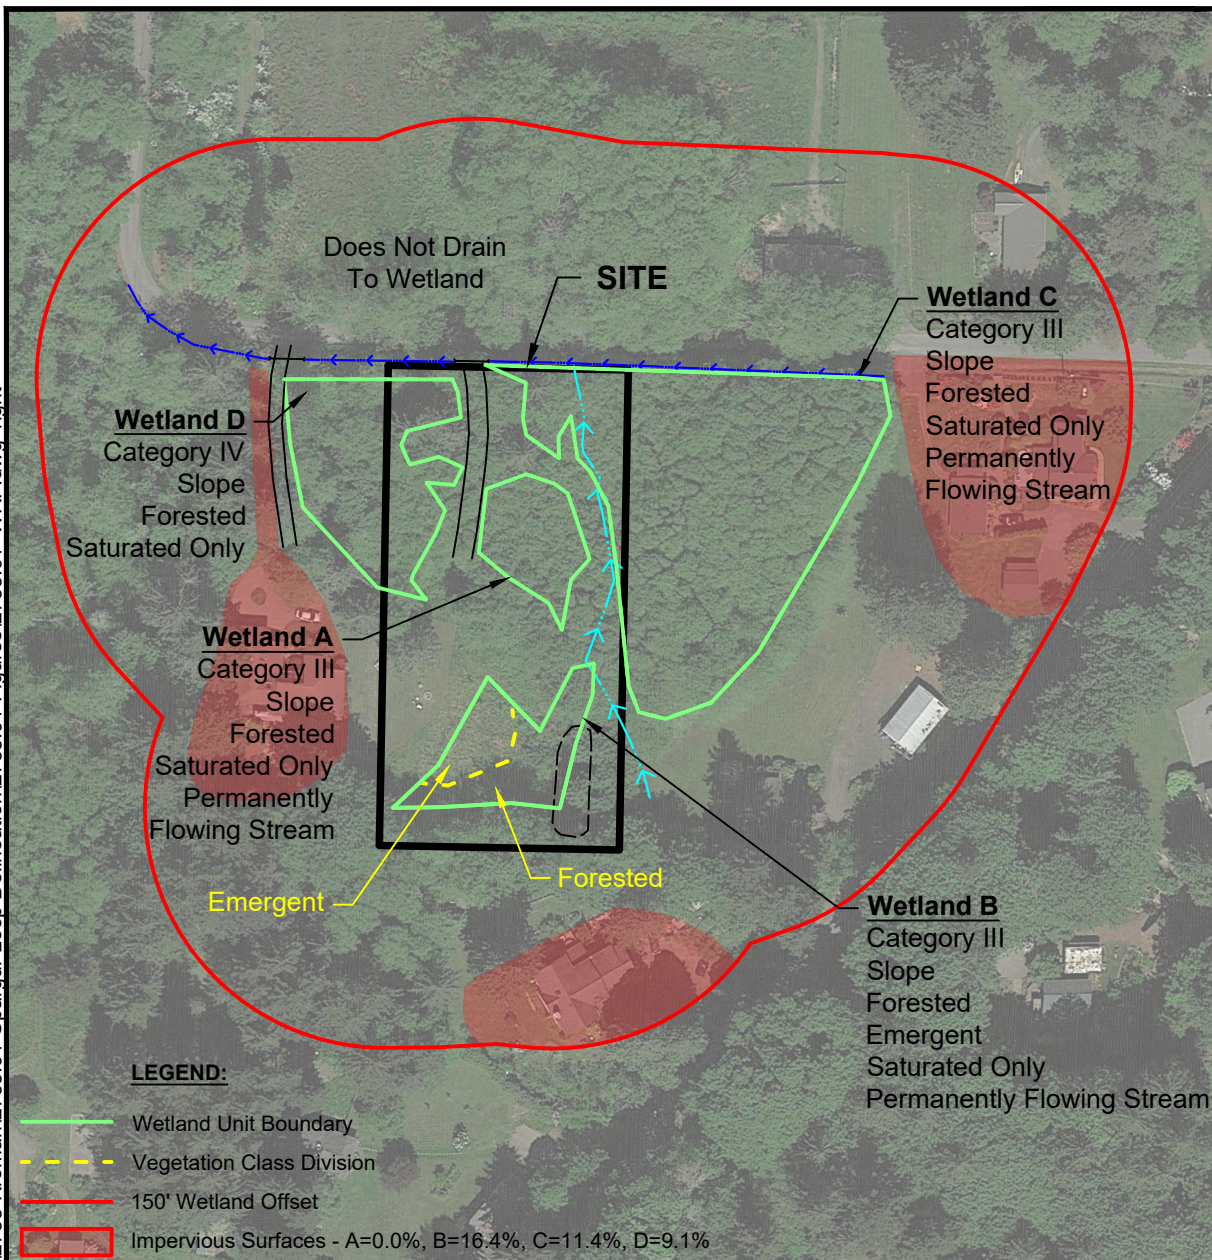 Does Not Drain
To Wetland
SITE
Wetland C
Category III
Slope
Forested
Saturated Only
Permanently
Flowing Stream
Wetland D
Category IV
Slope
Forested
Saturated Only
Wetland A
Category III
Slope
Forested
Saturated Only
Permanently
Flowing Stream
Emergent
Forested
Wetland B
Category III
Slope
Forested
Emergent
Saturated Only
Permanently Flowing Stream
LEGEND:
Wetland Unit Boundary
Vegetation Class Division
150' Wetland Offset
Impervious Surfaces - A=0.0%, B=16.4%, C=11.4%, D=9.1%